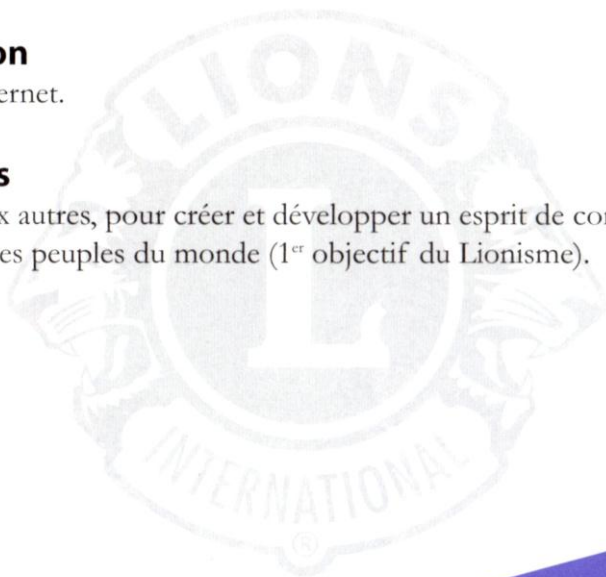 on
ernet.
s
x autres, pour créer et développer un esprit de cor
es peuples du monde (1er objectif du Lionisme).
LIONS
L
INTERNATIONAL
®